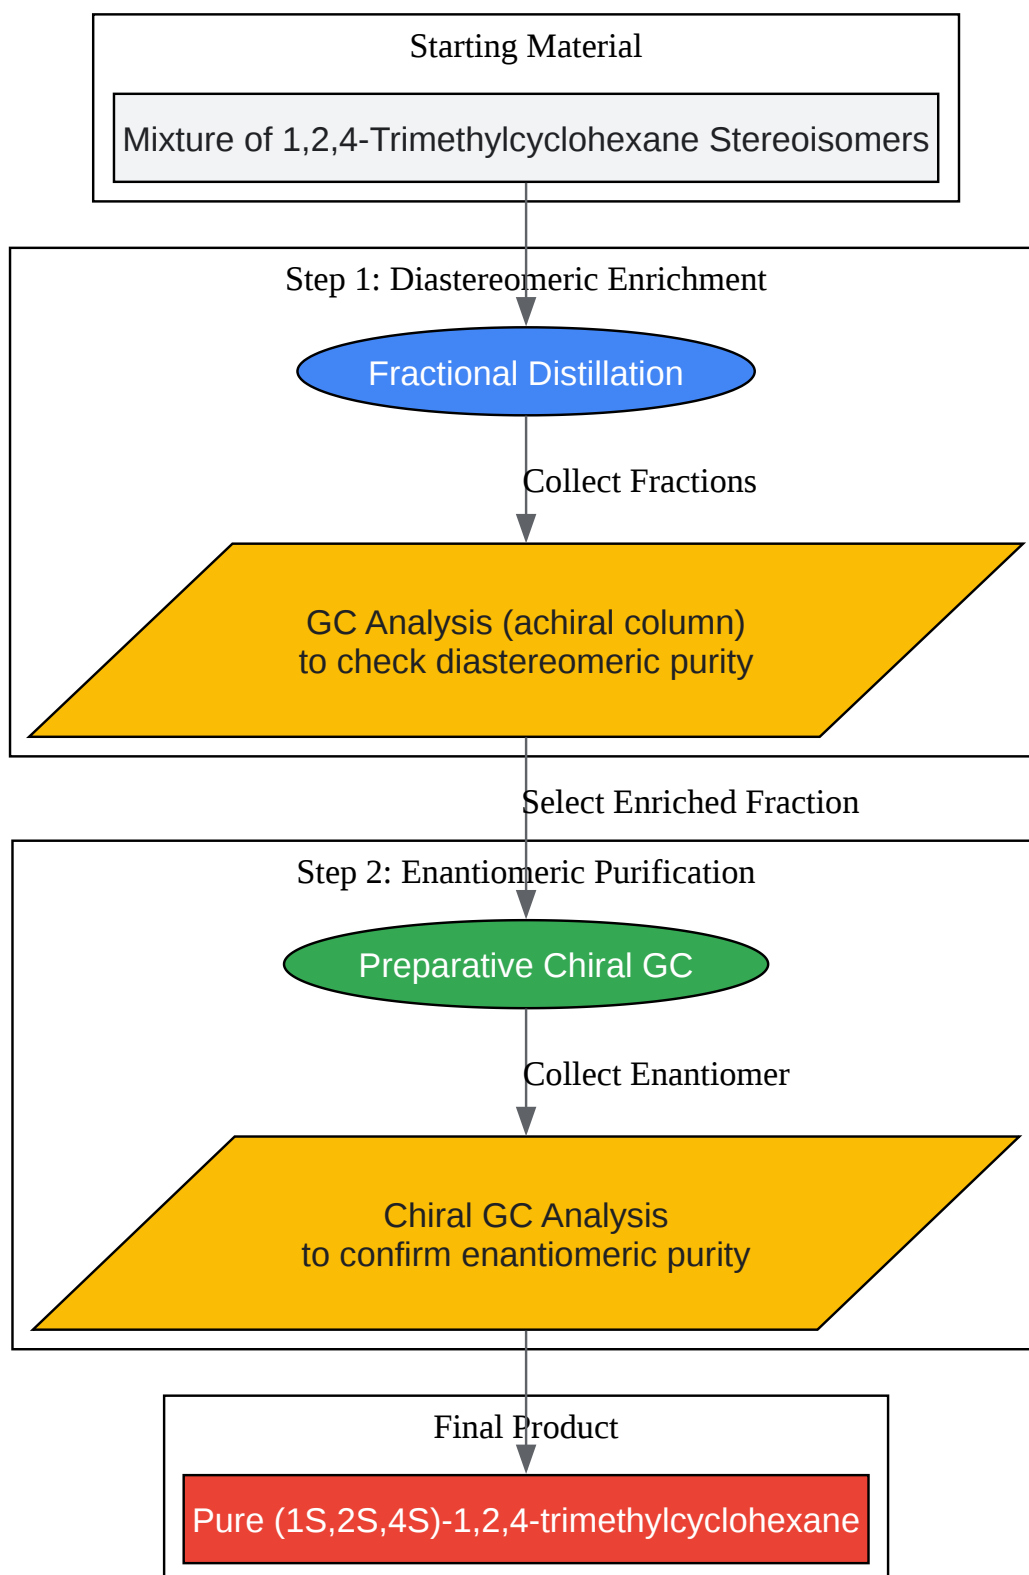 Starting Material
Mixture of 1,2,4-Trimethylcyclohexane Stereoisomers
Step 1: Diastereomeric Enrichment
Fractional Distillation
Collect Fractions
GC Analysis (achiral column)
to check diastereomeric purity
Select Enriched Fraction
Step 2: Enantiomeric Purification
Preparative Chiral GC
Collect Enantiomer
Chiral GC Analysis
to confirm enantiomeric purity
Final Product
Pure (1S,2S,4S)-1,2,4-trimethylcyclohexane